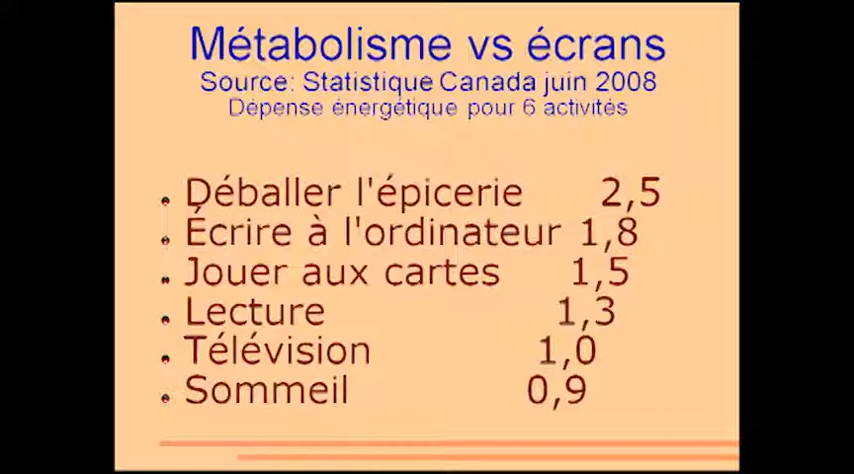 Métabolisme vs écrans
Source: Statistique Canada juin 2008
Dépense énergétique pour 6 activités
Déballer l'épicerie 2,5
Écrire à l'ordinateur 1,8
Jouer aux cartes 1,5
Lecture 1,3
Télévision 1,0
Sommeil 0,9